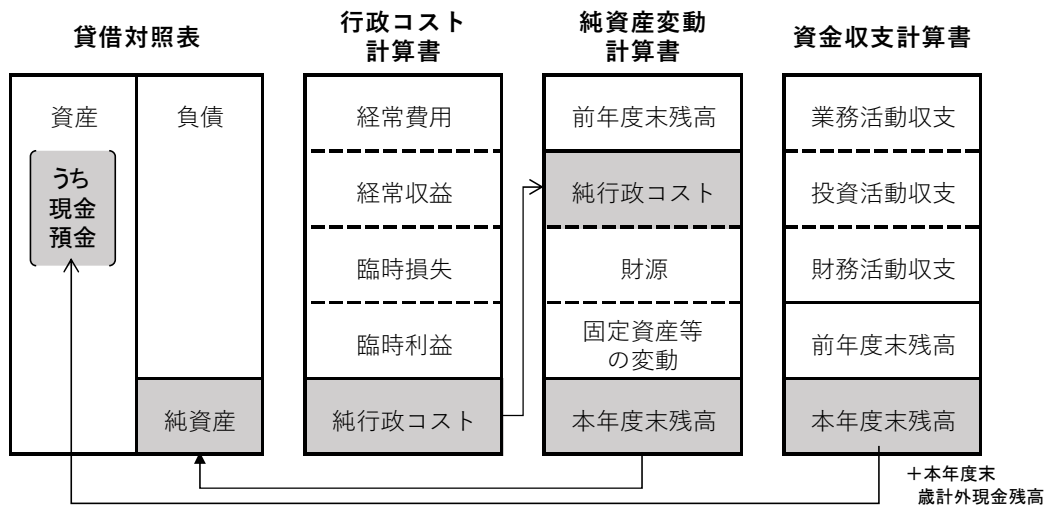 貸借対照表
資産
うち
現金
預金
負債
純資産
行政コスト
計算書
経常費用
経常収益
臨時損失
臨時利益
純行政コスト
純資産変動
計算書
前年度末残高
純行政コスト
財源
固定資産等
の変動
本年度末残高
資金収支計算書
業務活動収支
投資活動収支
財務活動収支
前年度末残高
本年度末残高
＋本年度末
歳計外現金残高